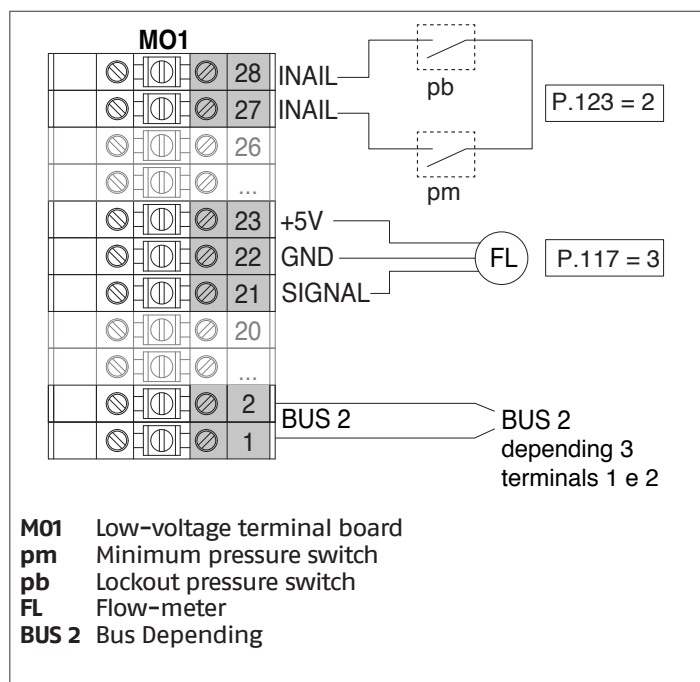 MO1
28 INAIL
27 INAIL
26
...
23 +5V
22 GND
21 SIGNAL
20
...
2
BUS 2
1
pb
pm
P.123 = 2
FL
P.117 = 3
BUS 2
depending 3
terminals 1 e 2
MO1 Low-voltage terminal board
pm Minimum pressure switch
pb Lockout pressure switch
FL Flow-meter
BUS 2 Bus Depending